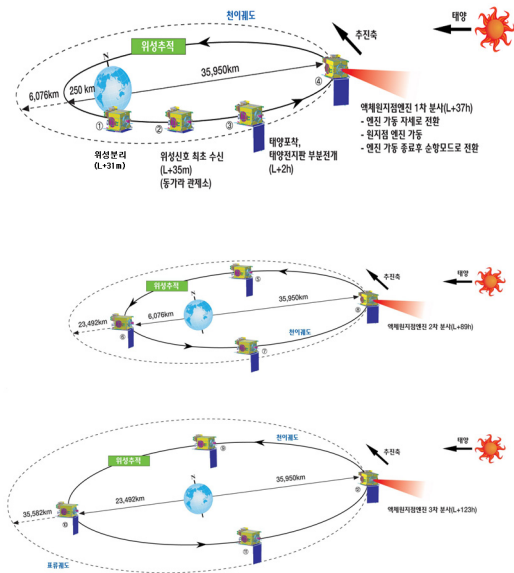 천이궤도
추진축
태양
N
위성추적
35,950km
6,076km
250 km
④
①
②
③
액체원지점엔진 1차 분사(L+37h)
- 엔진 가동 자세로 전환
- 원지점 엔진 가동
- 엔진 가동 종료후 순항모드로 전환
위성분리
(L+31m)
위성신호 최초 수신
(L+35m)
(동가라 관제소)
태양포착,
태양전지판 부분전개
(L+2h)
추진축
태양
위성추적
⑤
N
35,950km
6,076km
23,492km
⑥
⑧
천이궤도
⑦
액체원지점엔진 2차 분사(L+89h)
천이궤도
추진축
태양
⑨
위성추적
N
35,950km
23,492km
35,582km
⑩
⑪
액체원지점엔진 3차 분사(L+123h)
표류궤도